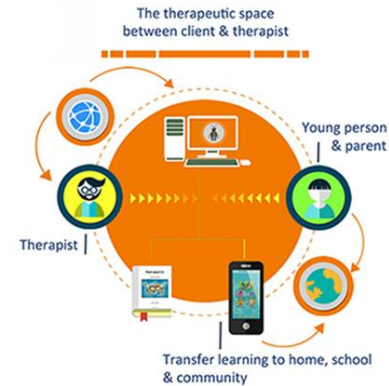 The therapeutic space
between client & therapist
Young person
& parent
Therapist
Transfer learning to home, school
& community